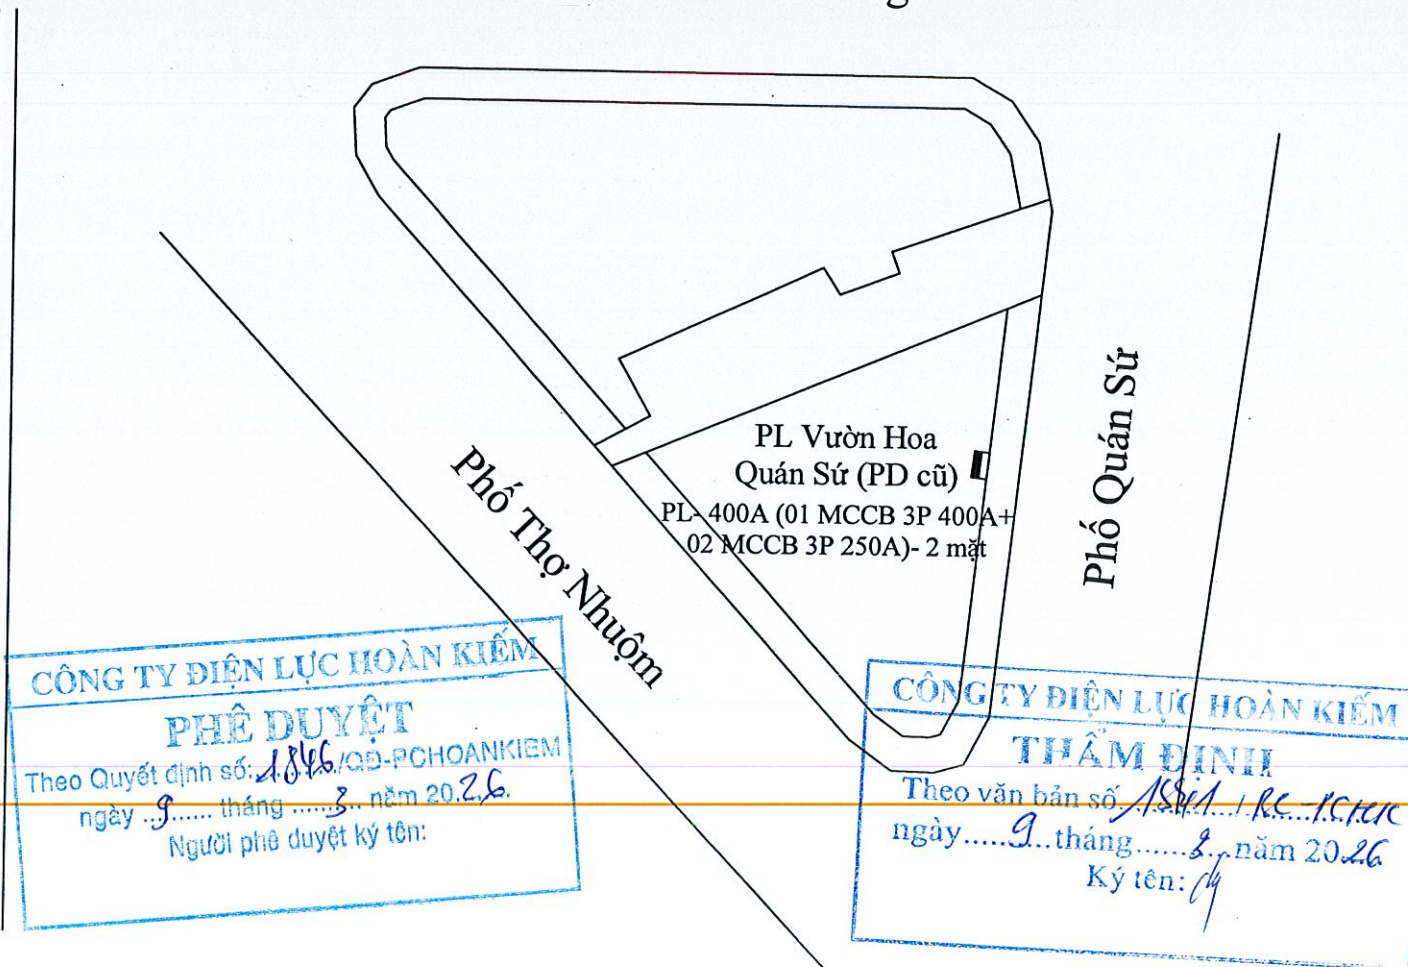 PL Vườn Hoa
Quán Sứ (PD cũ)
PL- 400A (01 MCCB 3P 400A+
02 MCCB 3P 250A)- 2 mặt
Phố Thợ Nhuộm
Phố Quán Sứ
CÔNG TY ĐIỆN LỰC HOÀN KIẾM
PHÊ DUYỆT
Theo Quyết định số: 1846/QĐ-PCHOANKIEM
ngày ..9...... tháng ......3.. năm 20.26.
Người phê duyệt ký tên:
CÔNG TY ĐIỆN LỰC HOÀN KIẾM
THẨM ĐỊNH
Theo văn bản số 1841 /
ngày.....9...tháng...... năm 2026
Ký tên: